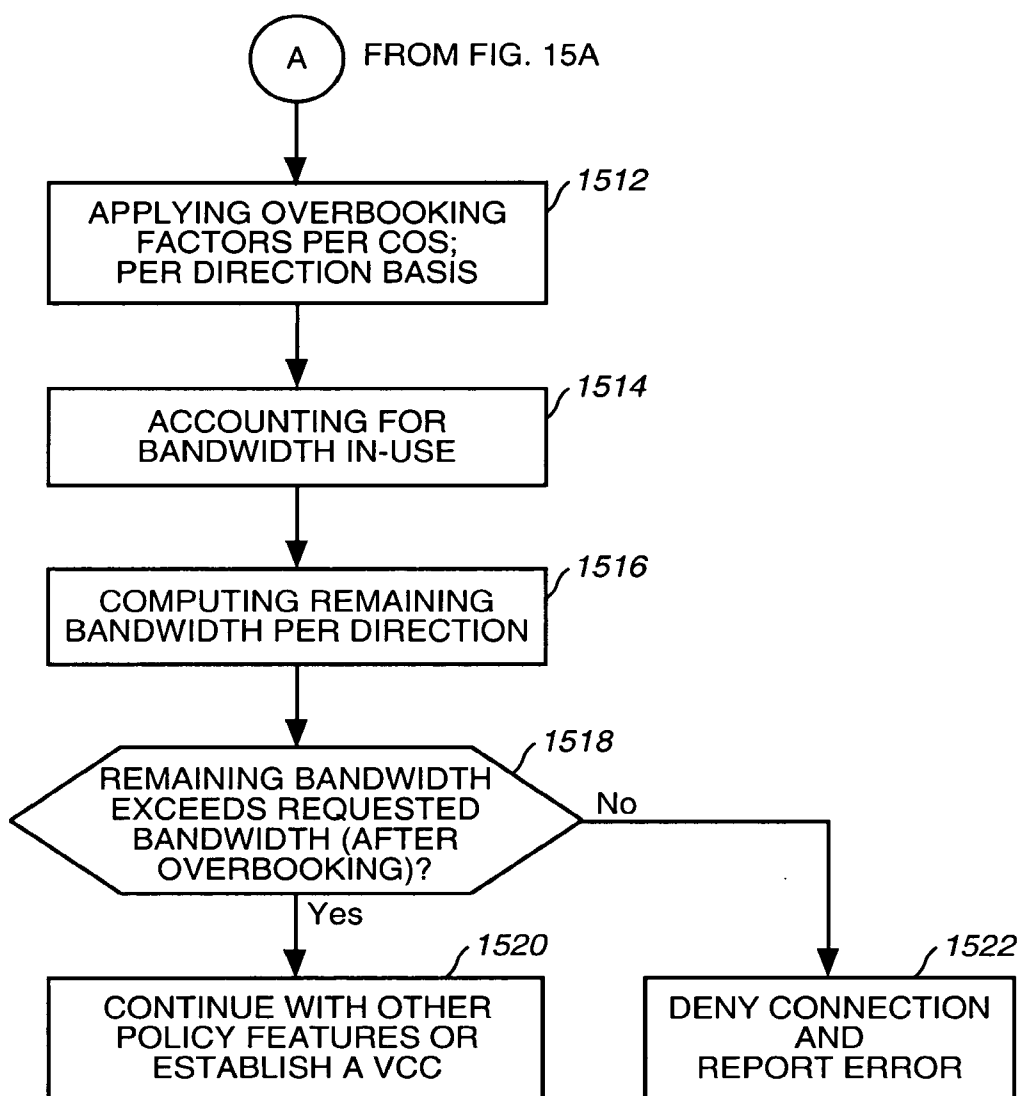 A
FROM FIG. 15A
1512
APPLYING OVERBOOKING
FACTORS PER COS;
PER DIRECTION BASIS
1514
ACCOUNTING FOR
BANDWIDTH IN-USE
1516
COMPUTING REMAINING
BANDWIDTH PER DIRECTION
1518
REMAINING BANDWIDTH
EXCEEDS REQUESTED
BANDWIDTH (AFTER
OVERBOOKING)?
No
Yes
1520
CONTINUE WITH OTHER
POLICY FEATURES OR
ESTABLISH A VCC
1522
DENY CONNECTION
AND
REPORT ERROR